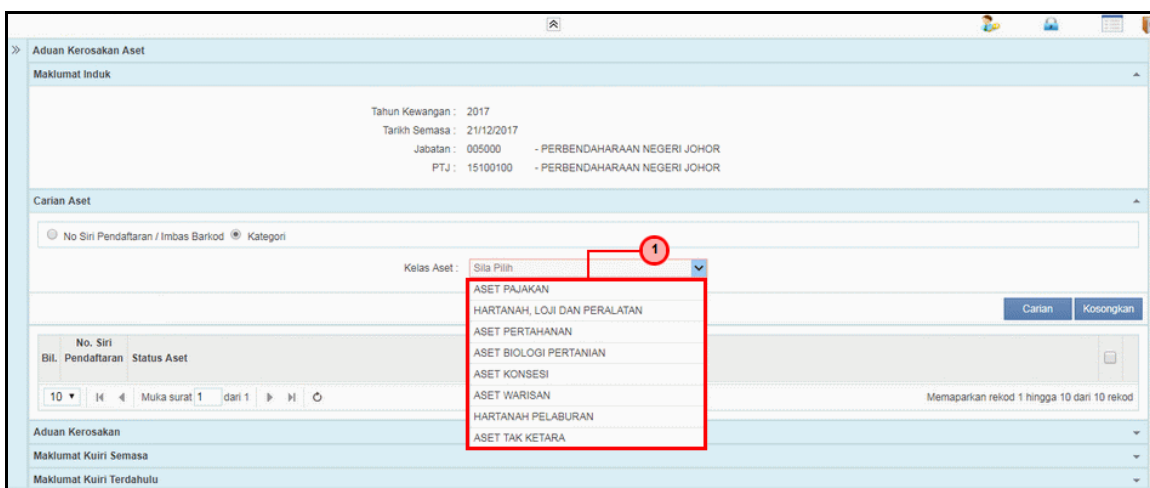 Aduan Kerosakan Aset
Maklumat Induk
Tahun Kewangan : 2017
Tarikh Semasa : 21/12/2017
Jabatan : 005000 - PERBENDAHARAAN NEGERI JOHOR
PTJ : 15100100 - PERBENDAHARAAN NEGERI JOHOR
Carian Aset
No Siri Pendaftaran / Imbas Barkod Kategori
1
Kelas Aset : Sila Pilih
ASET PAJAKAN
HARTANAH, LOJI DAN PERALATAN
ASET PERTAHANAN
ASET BIOLOGI PERTANIAN
ASET KONSESI
ASET WARISAN
HARTANAH PELABURAN
ASET TAK KETARA
Carian Kosongkan
Bil. No. Siri Pendaftaran Status Aset
10 Muka surat 1 dari 1 Memaparkan rekod 1 hingga 10 dari 10 rekod
Aduan Kerosakan
Maklumat Kuiri Semasa
Maklumat Kuiri Terdahulu